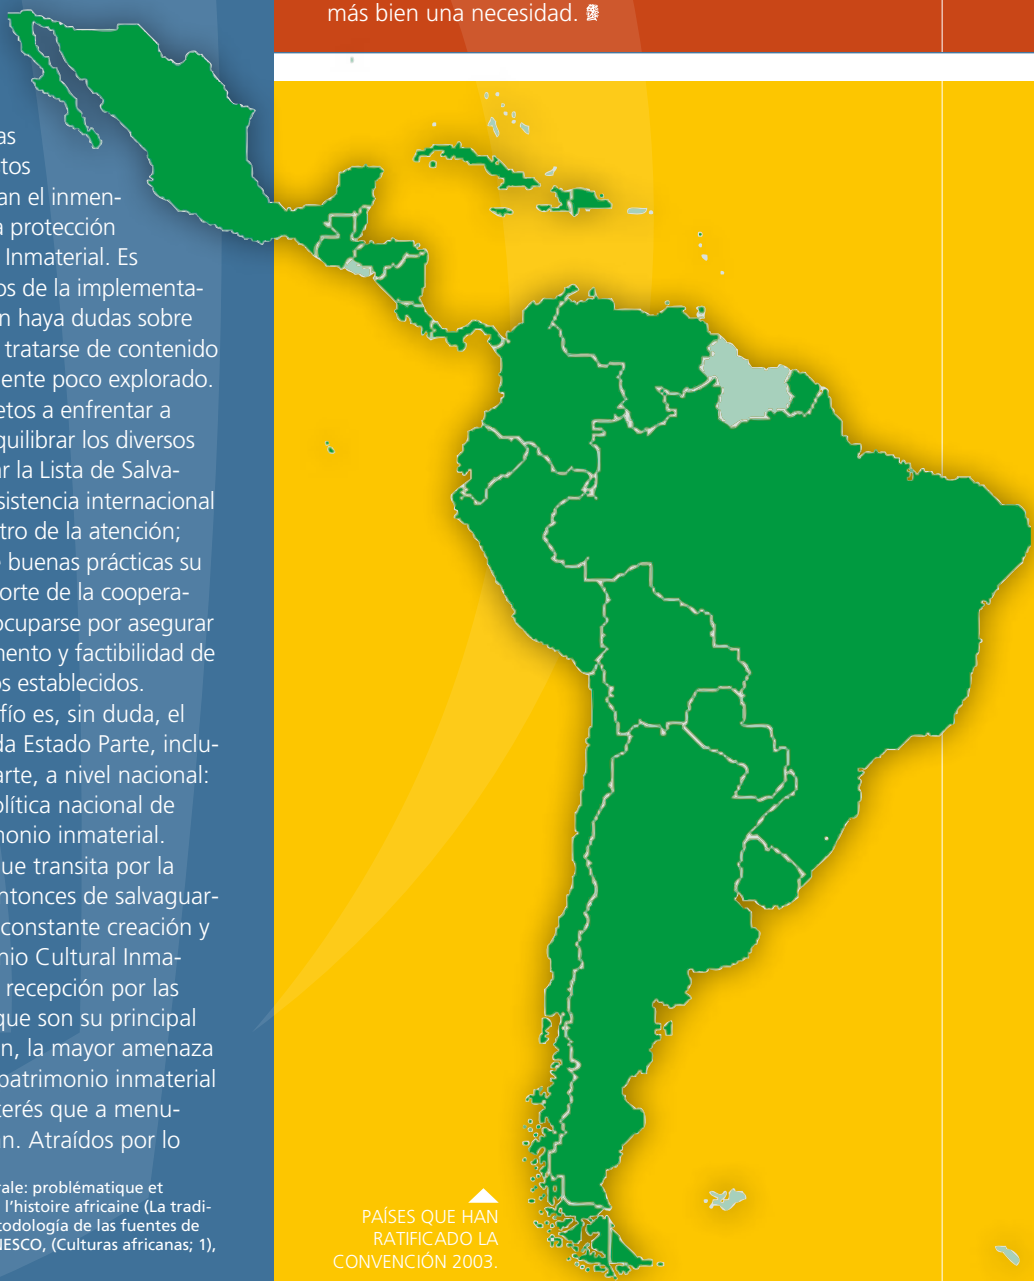 más bien una necesidad.
as
tos
an el inmen-
a protección
Inmaterial. Es
os de la implementa-
n haya dudas sobre
tratarse de contenido
ente poco explorado.
etos a enfrentar a
quilibrar los diversos
ar la Lista de Salva-
sistencia internacional
tro de la atención;
e buenas prácticas su
orte de la coopera-
ocuparse por asegurar
mento y factibilidad de
os establecidos.
fío es, sin duda, el
da Estado Parte, inclu-
arte, a nivel nacional:
olítica nacional de
monio inmaterial.
ue transita por la
ntonces de salvaguar-
constante creación y
nio Cultural Inma-
recepción por las
que son su principal
n, la mayor amenaza
patrimonio inmaterial
terés que a menu-
an. Atraídos por lo
rale: problématique et
l'histoire africaine (La tradi-
todología de las fuentes de
NESCO, (Culturas africanas; 1),
PAÍSES QUE HAN
RATIFICADO LA
CONVENCIÓN 2003.